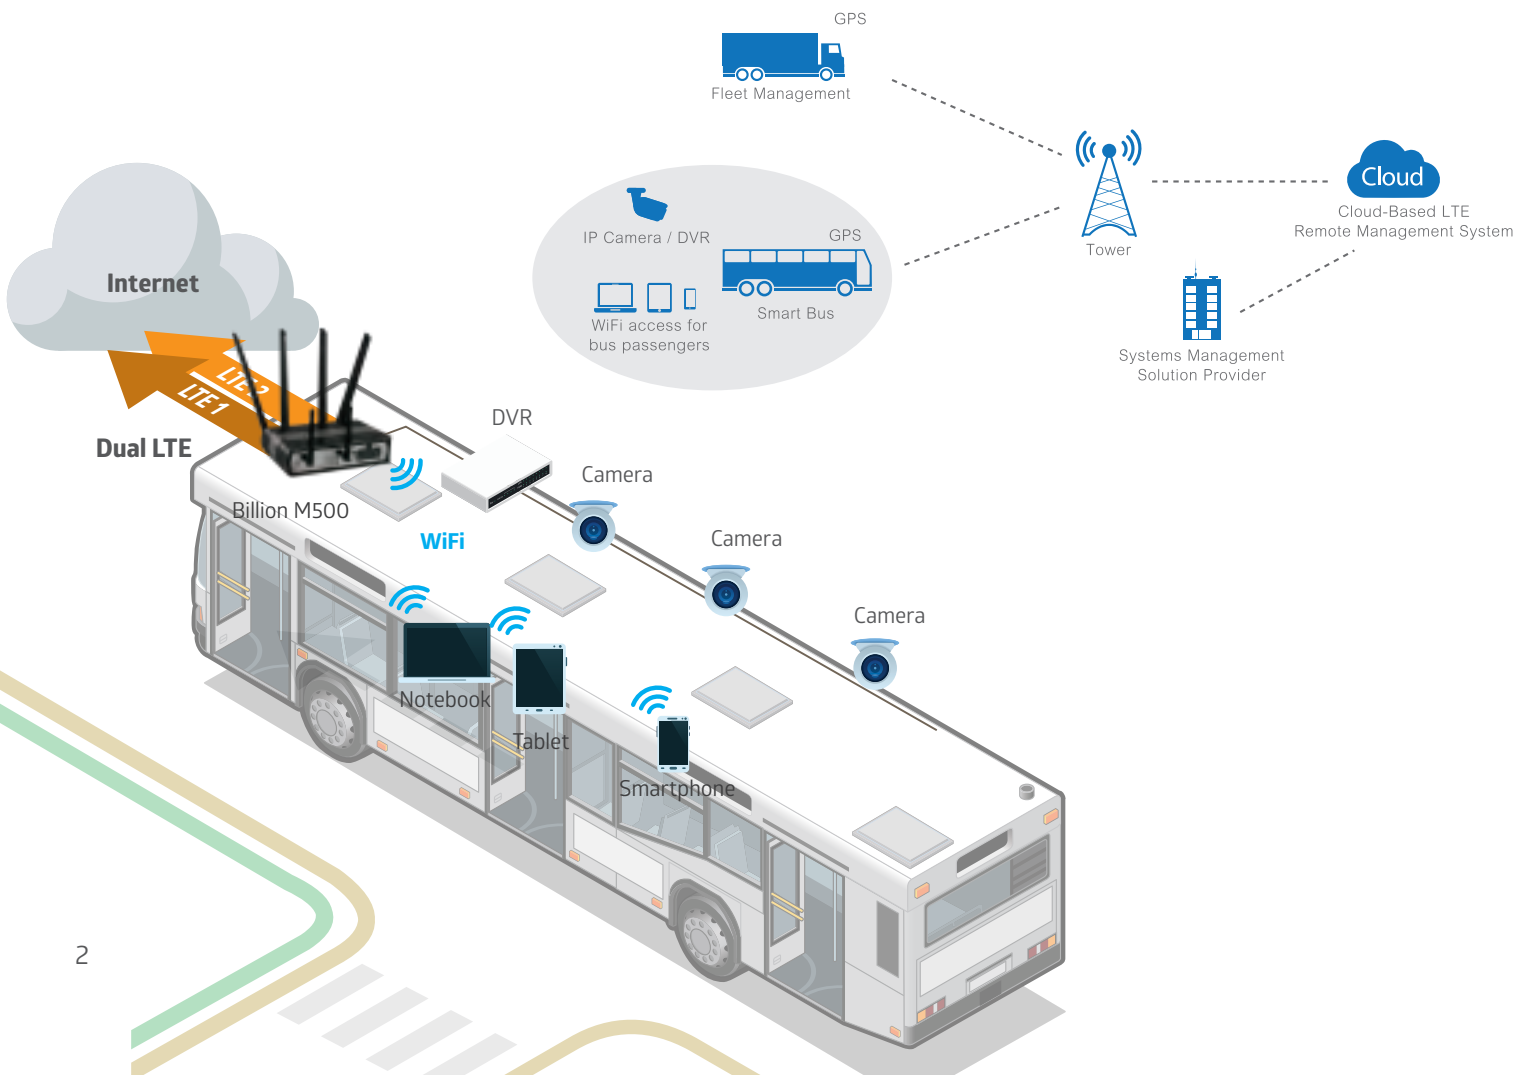 GPS
Fleet Management
IP Camera / DVR
GPS
WiFi access for
bus passengers
Smart Bus
Tower
Cloud
Cloud-Based LTE
Remote Management System
Systems Management
Solution Provider
Internet
LTE 2
LTE 1
Dual LTE
Billion M500
DVR
Camera
WiFi
Camera
Camera
Notebook
Tablet
Smartphone
2